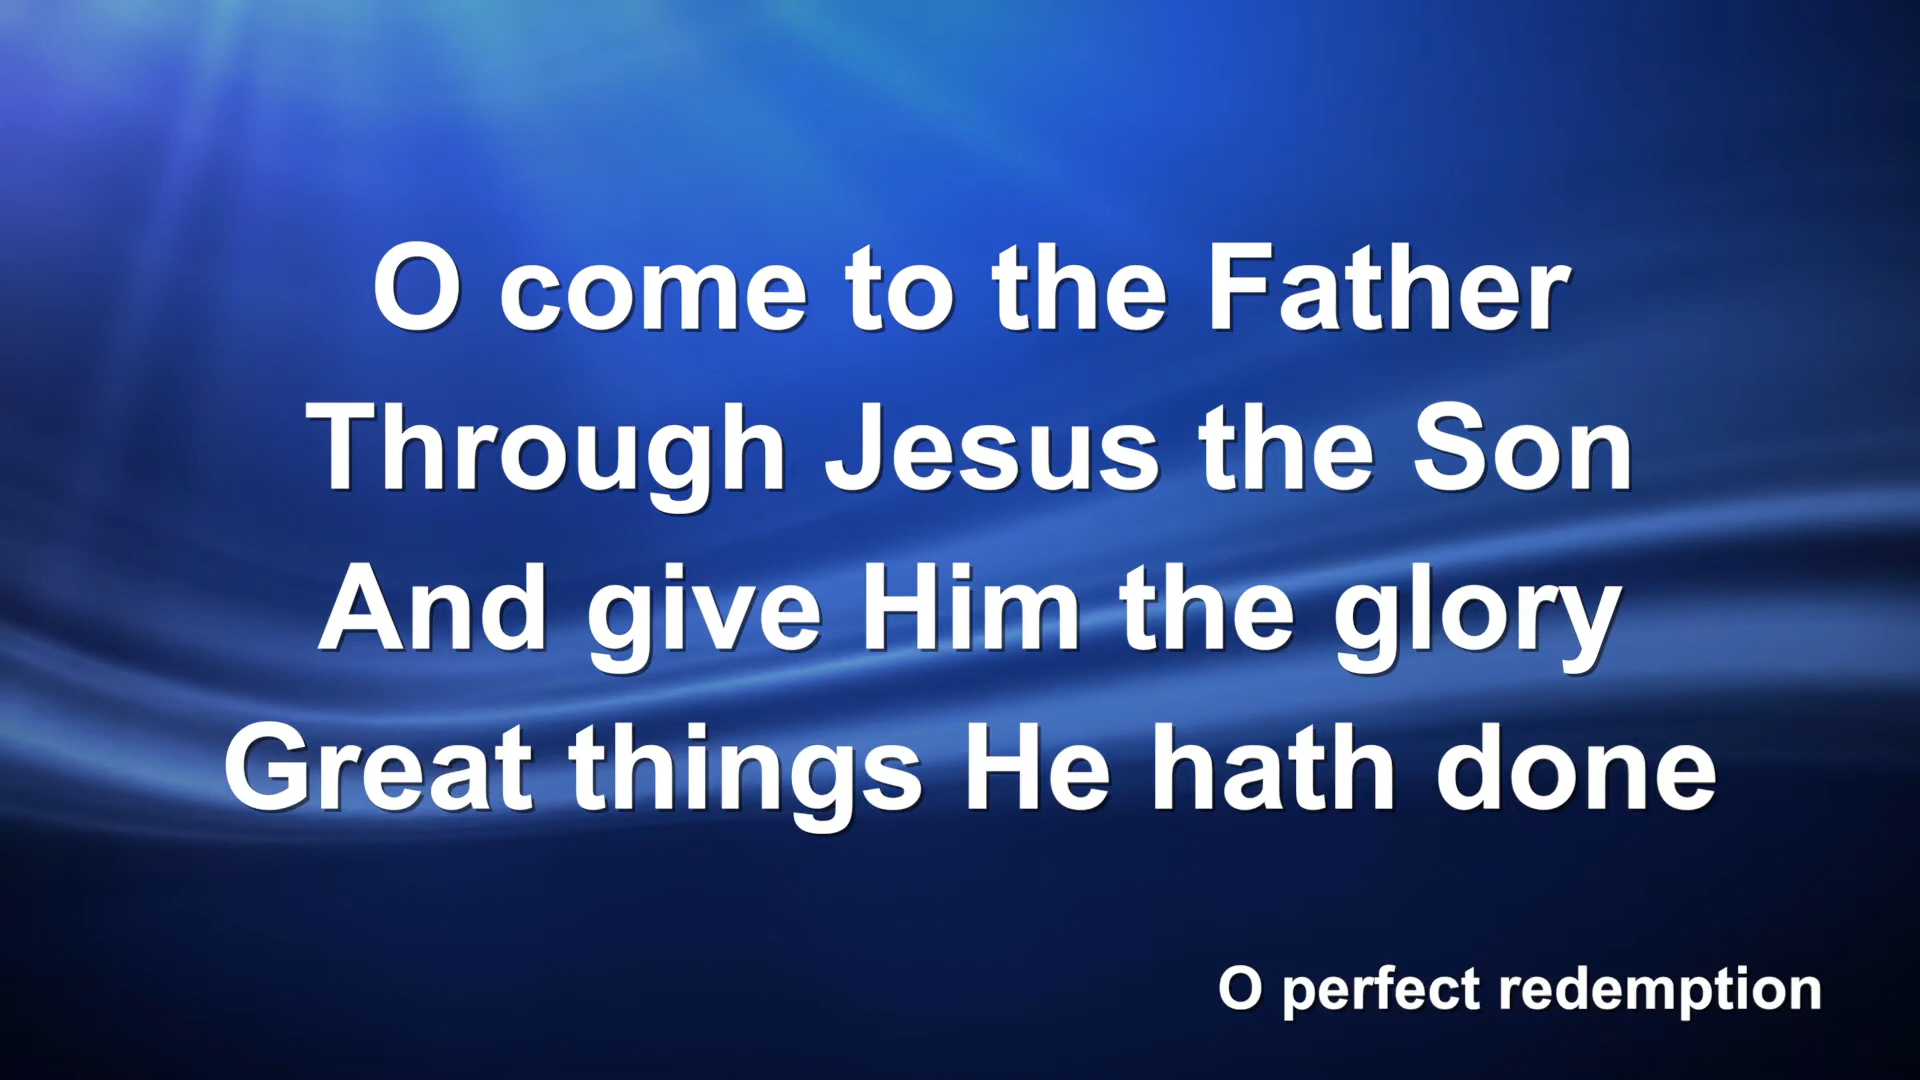 O come to the Father
Through Jesus the Son
And give Him the glory
Great things He hath done
O perfect redemption